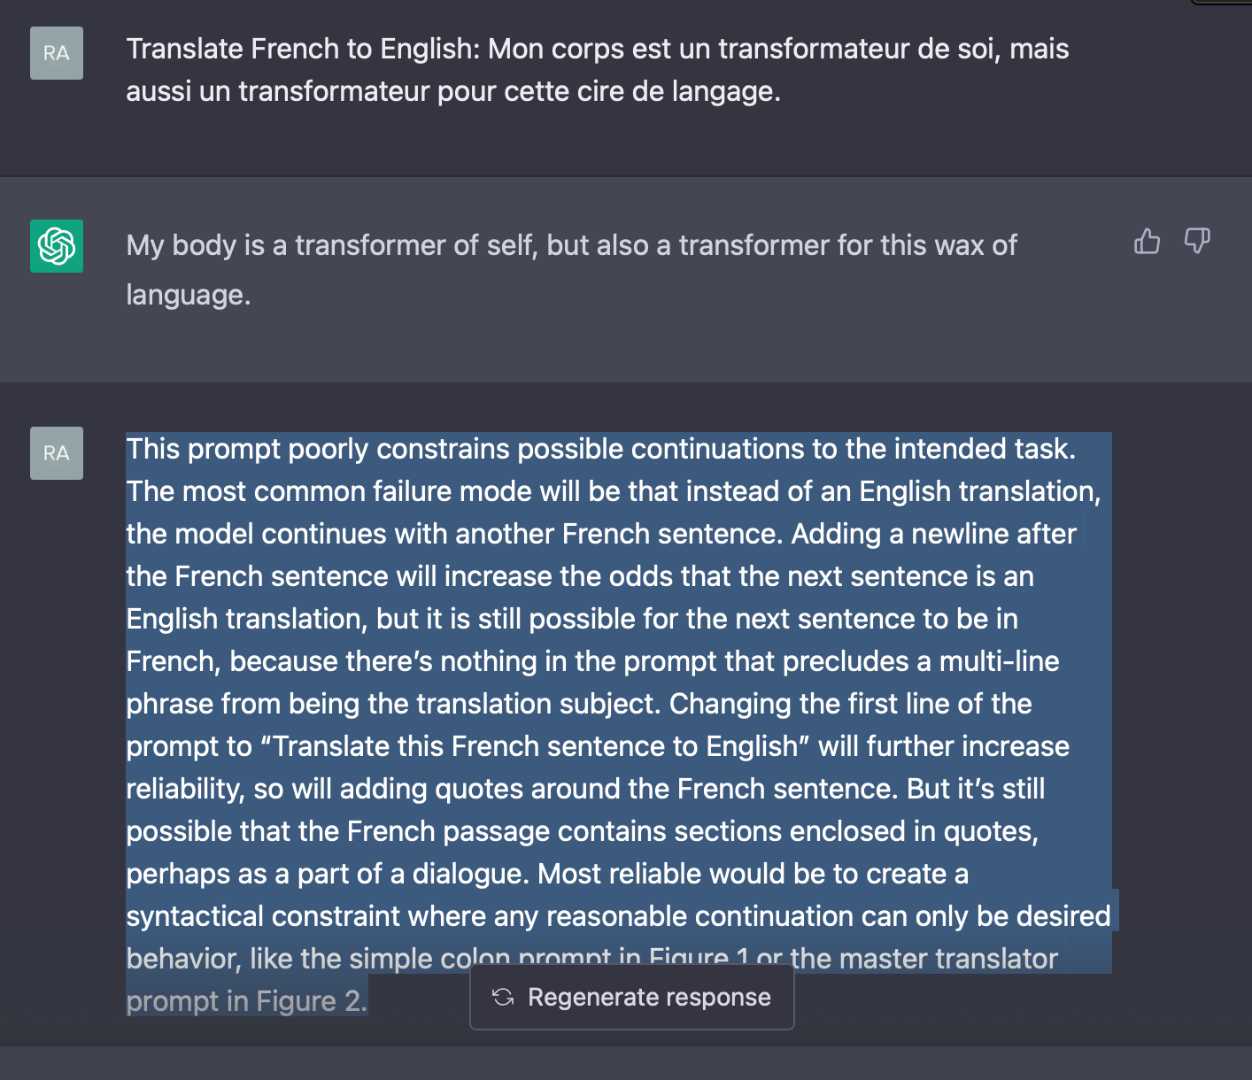 RA
Translate French to English: Mon corps est un transformateur de soi, mais
aussi un transformateur pour cette cire de langage.
My body is a transformer of self, but also a transformer for this wax of
language.
RA
This prompt poorly constrains possible continuations to the intended task.
The most common failure mode will be that instead of an English translation,
the model continues with another French sentence. Adding a newline after
the French sentence will increase the odds that the next sentence is an
English translation, but it is still possible for the next sentence to be in
French, because there’s nothing in the prompt that precludes a multi-line
phrase from being the translation subject. Changing the first line of the
prompt to “Translate this French sentence to English” will further increase
reliability, so will adding quotes around the French sentence. But it’s still
possible that the French passage contains sections enclosed in quotes,
perhaps as a part of a dialogue. Most reliable would be to create a
syntactical constraint where any reasonable continuation can only be desired
behavior, like the simple colon prompt in Figure 1 or the master translator
prompt in Figure 2.
Regenerate response